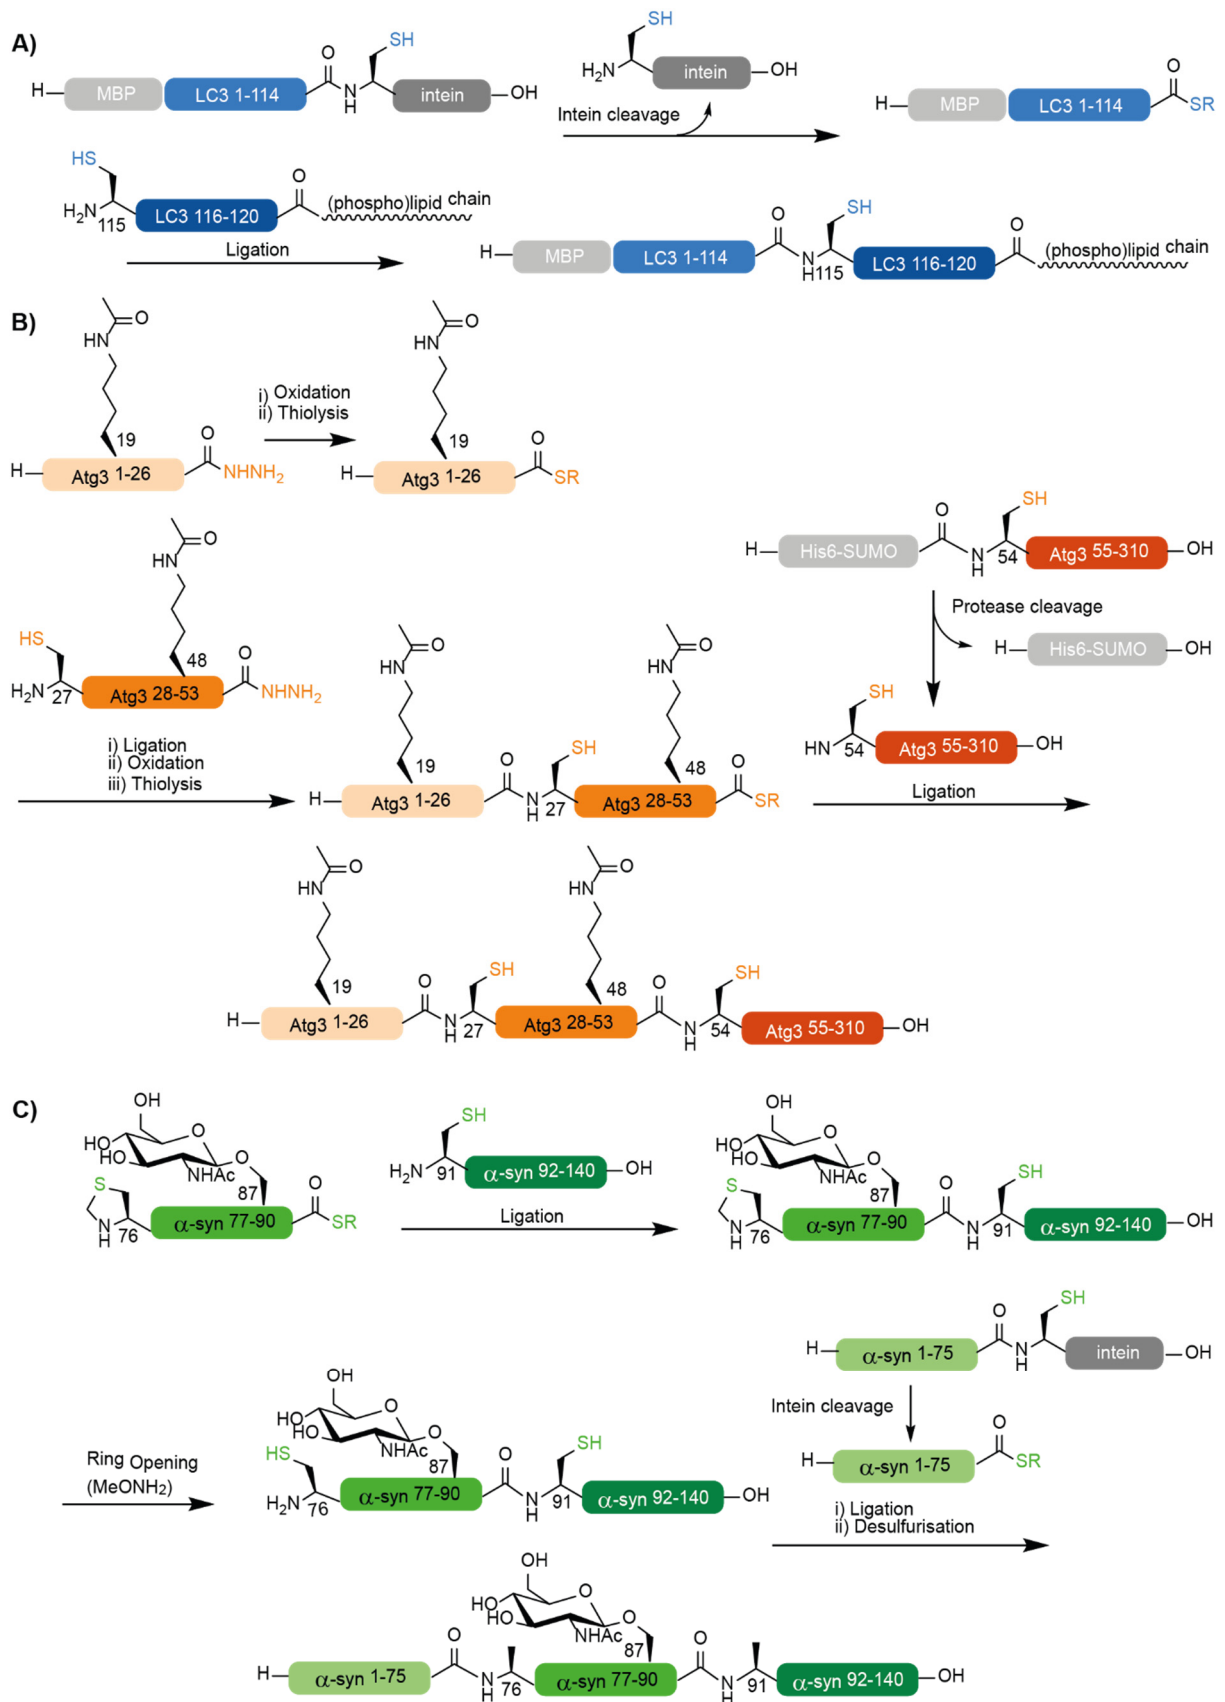 A)
H MBP LC3 1-114 O N H SH intein OH
H2N SH intein OH
Intein cleavage
H MBP LC3 1-114 O SR
HS H2N 115 LC3 116-120 O (phospho)lipid chain
Ligation
H MBP LC3 1-114 O N H 115 SH LC3 116-120 O (phospho)lipid chain
B)
O HN 19 H Atg3 1-26 O NHNH2
i) Oxidation
ii) Thiolysis
O HN 19 H Atg3 1-26 O SR
HS H2N 27 O HN 48 Atg3 28-53 O NHNH2
i) Ligation
ii) Oxidation
iii) Thiolysis
O HN 19 H Atg3 1-26 O N H 27 SH O HN 48 Atg3 28-53 O SR
H His6-SUMO O N H 54 SH Atg3 55-310 OH
Protease cleavage
H His6-SUMO OH
SH HN 54 Atg3 55-310 OH
Ligation
O HN 19 H Atg3 1-26 O N H 27 SH O HN 48 Atg3 28-53 O N H 54 SH Atg3 55-310 OH
C)
OH HO HO O O NHAc 87 S N H 76 α-syn 77-90 O SR
SH H2N 91 α-syn 92-140 OH
Ligation
OH HO HO O O NHAc 87 S N H 76 α-syn 77-90 O N H 91 SH α-syn 92-140 OH
Ring Opening
(MeONH2)
OH HO HO O O NHAc 87 HS H2N 76 α-syn 77-90 O N H 91 SH α-syn 92-140 OH
H α-syn 1-75 O N H SH intein OH
Intein cleavage
H α-syn 1-75 O SR
i) Ligation
ii) Desulfurisation
OH HO HO O O NHAc 87 H α-syn 1-75 O N H 76 α-syn 77-90 O N H 91 α-syn 92-140 OH